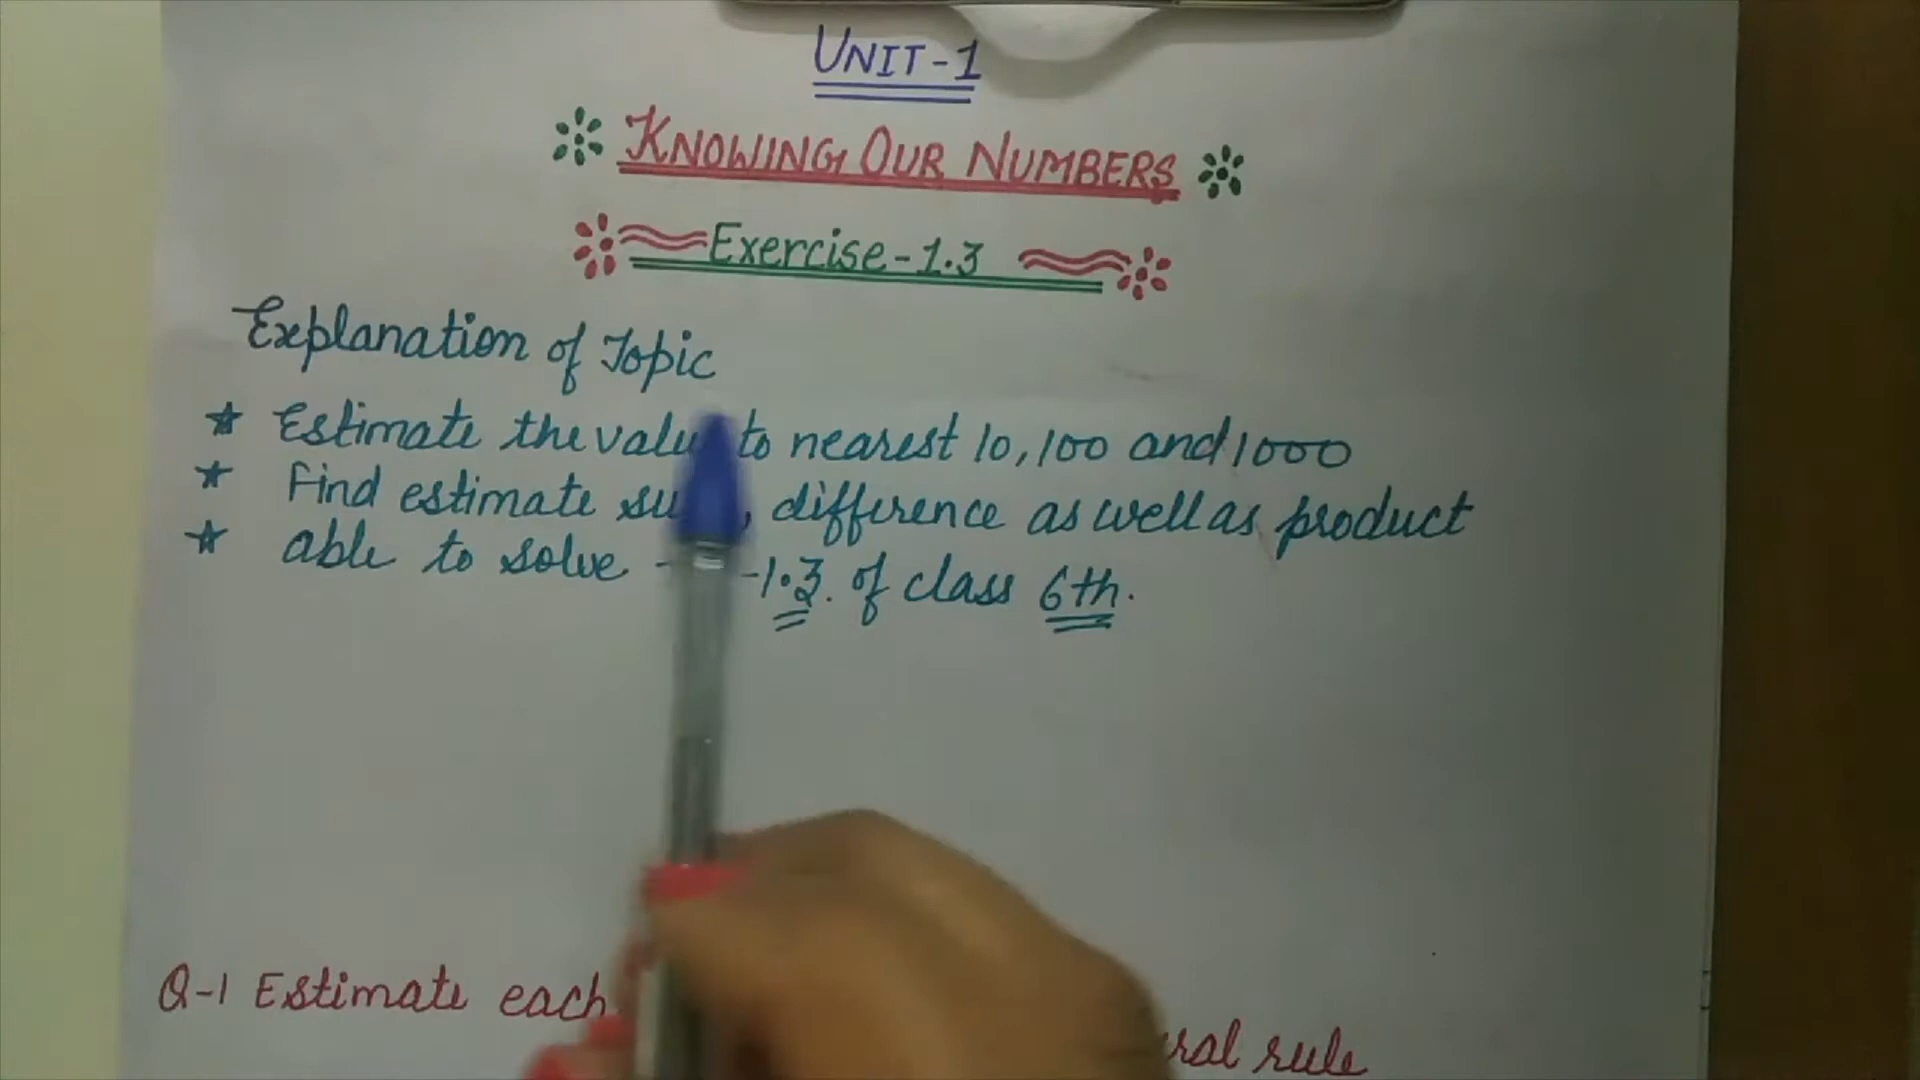 UNIT-1
KNOWING OUR NUMBERS
Exercise-1.3
Explanation of Topic
Estimate the to nearest 10,100 and 1000
Find estimate , difference as well as product
able to solve -1.3. of class 6th.
Q-1 Estimate each rule